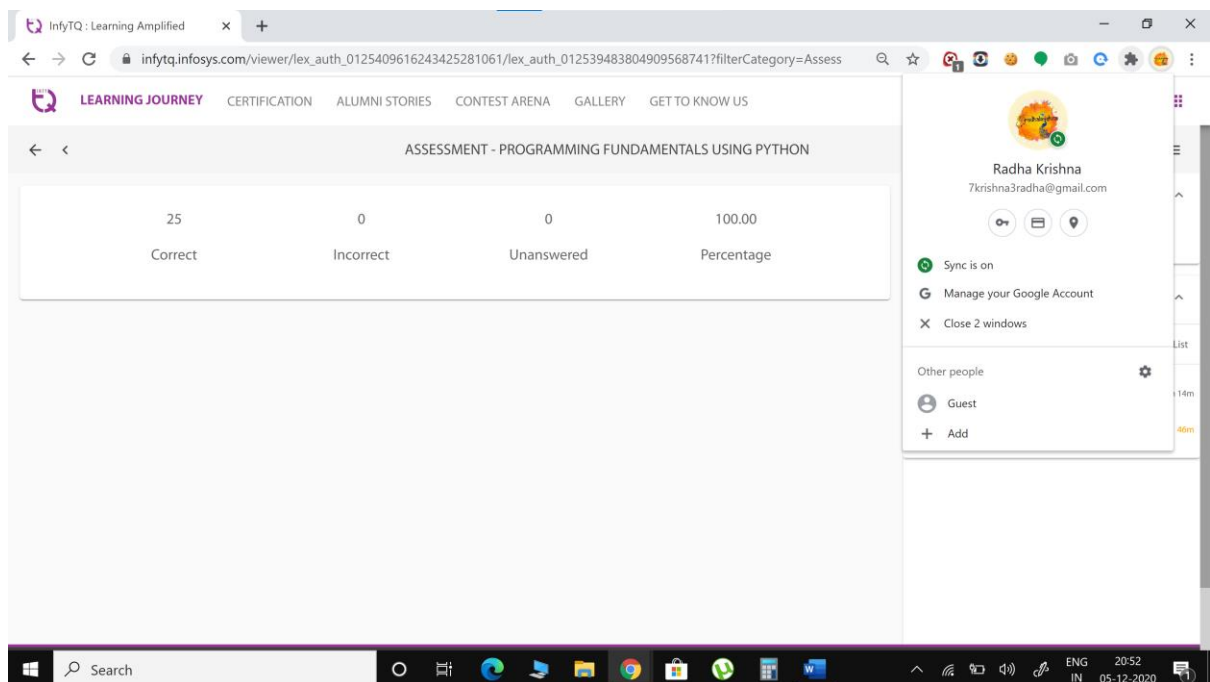 InfyTQ : Learning Amplified
infytq.infosys.com/viewer/lex_auth_0125409616243425281061/lex_auth_012539483804909568741?filterCategory=Assess
1
LEARNING JOURNEY CERTIFICATION ALUMNI STORIES CONTEST ARENA GALLERY GET TO KNOW US
ASSESSMENT - PROGRAMMING FUNDAMENTALS USING PYTHON
25 0 0 100.00
Correct Incorrect Unanswered Percentage
Radha Krishna
7krishna3radha@gmail.com
Sync is on
G Manage your Google Account
Close 2 windows
List
Other people
14m
Guest
46m
Add
Search
W
ENG 20:52
IN 05-12-2020
1